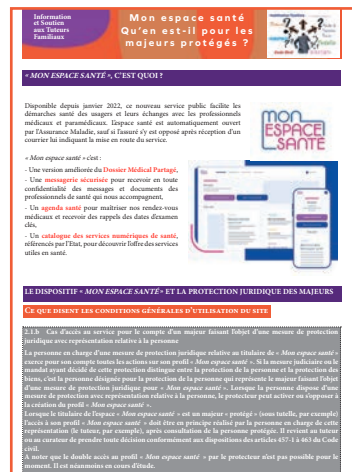 Information
et Soutien
aux Tuteurs
Familiaux
Mon espace santé
Qu'en est-il pour les
majeurs protégés ?
« MON ESPACE SANTÉ », C'EST QUOI ?
Disponible depuis janvier 2022, ce nouveau service public facilite les
démarches santé des usagers et leurs échanges avec les professionnels
médicaux et paramédicaux. l'espace santé est automatiquement ouvert
par l'Assurance Maladie, sauf si l'assuré s'y est opposé après réception d'un
courrier lui indiquant la mise en route du service.
« Mon espace santé » c'est :
- Une version améliorée du Dossier Médical Partagé,
- Une messagerie sécurisée pour recevoir en toute
confidentialité des messages et documents des
professionnels de santé qui nous accompagnent,
- Un agenda santé pour maîtriser nos rendez-vous
médicaux et recevoir des rappels des dates d'examen
clés,
- Un catalogue des services numériques de santé,
référencés par l'Etat, pour découvrir l'offre des services
utiles en santé.
MON
ESPACE
SANTÉ
LE DISPOSITIF « MON ESPACE SANTÉ » ET LA PROTECTION JURIDIQUE DES MAJEURS
CE QUE DISENT LES CONDITIONS GÉNÉRALES D'UTILISATION DU SITE
2.1.b Cas d'accès au service pour le compte d'un majeur faisant l'objet d'une mesure de protection
juridique avec représentation relative à la personne
La personne en charge d'une mesure de protection juridique relative au titulaire de « Mon espace santé »
exerce pour son compte toutes les actions sur son profil « Mon espace santé ». Si la mesure judiciaire ou le
mandat ayant décidé de cette protection distingue entre la protection de la personne et la protection des
biens, c'est la personne désignée pour la protection de la personne qui représente le majeur faisant l'objet
d'une mesure de protection juridique pour « Mon espace santé ». Lorsque la personne dispose d'une
mesure de protection avec représentation relative à la personne, le protecteur peut activer ou s'opposer à
la création du profil « Mon espace santé ».
Lorsque le titulaire de l'espace « Mon espace santé » est un majeur « protégé » (sous tutelle, par exemple)
l'accès à son profil « Mon espace santé » doit être en principe réalisé par la personne en charge de cette
représentation (le tuteur, par exemple), après consultation de la personne protégée. Il revient au tuteur
ou au curateur de prendre toute décision conformément aux dispositions des articles 457-1 à 463 du Code
civil.
A noter que le double accès au profil « Mon espace santé » par le protecteur n'est pas possible pour le
moment. Il est néanmoins en cours d'étude.